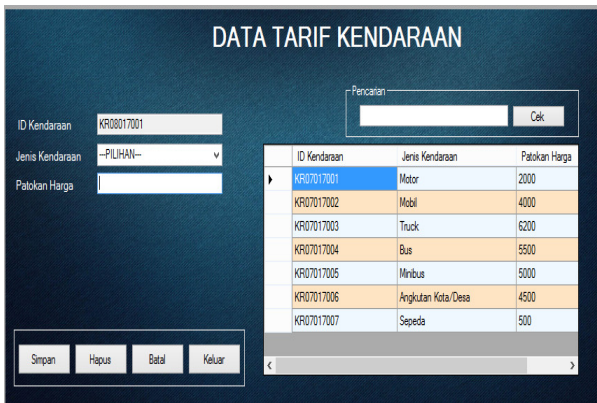 DATA TARIF KENDARAAN
Pencarian
Cek
ID Kendaraan KR08017001
Jenis Kendaraan ---PILIHAN---
Patokan Harga
ID Kendaraan Jenis Kendaraan Patokan Harga
KR07017001 Motor 2000
KR07017002 Mobil 4000
KR07017003 Truck 6200
KR07017004 Bus 5500
KR07017005 Minibus 5000
KR07017006 Angkutan Kota/Desa 4500
KR07017007 Sepeda 500
Simpan Hapus Batal Keluar